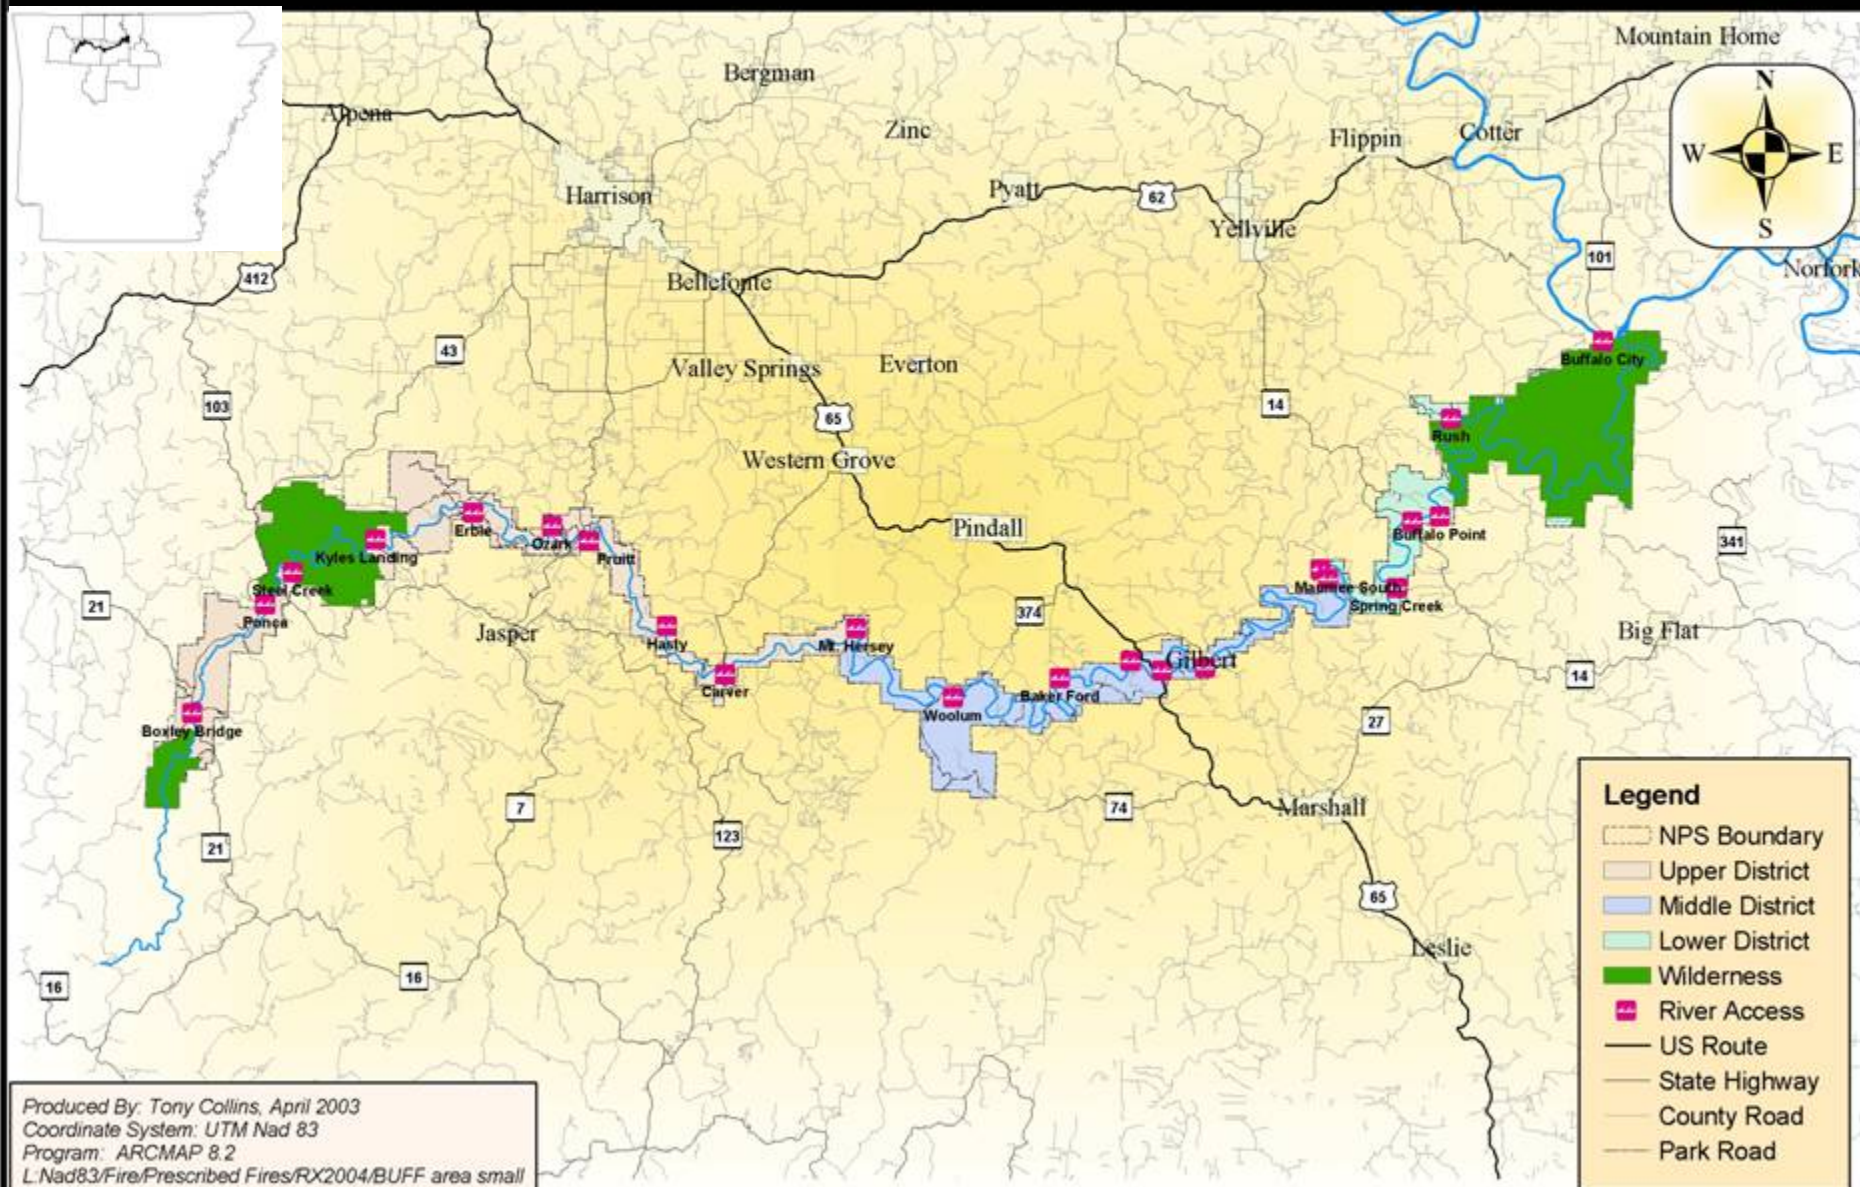 Mountain Home
Bergman
Alpena
Zinc
Flippin
Cotter
N
W
E
S
Harrison
Pyatt
62
Yellville
101
Norfork
412
Bellefonte
43
Valley Springs
Everton
Buffalo City
103
65
14
Rush
Western Grove
Pindall
Erbie
Ozark
Pruitt
Kyles Landing
Buffalo Point
341
Steel Creek
Ponca
21
Jasper
374
Maumee South
Spring Creek
Hasty
Mt. Hersey
Big Flat
Gilbert
Carver
Baker Ford
14
Woolum
Boxley Bridge
27
7
74
Marshall
123
21
65
Leslie
16
16
Legend
NPS Boundary
Upper District
Middle District
Lower District
Wilderness
River Access
US Route
State Highway
County Road
Park Road
Produced By: Tony Collins, April 2003
Coordinate System: UTM Nad 83
Program: ARCMAP 8.2
L:Nad83/Fire/Prescribed Fires/RX2004/BUFF area small